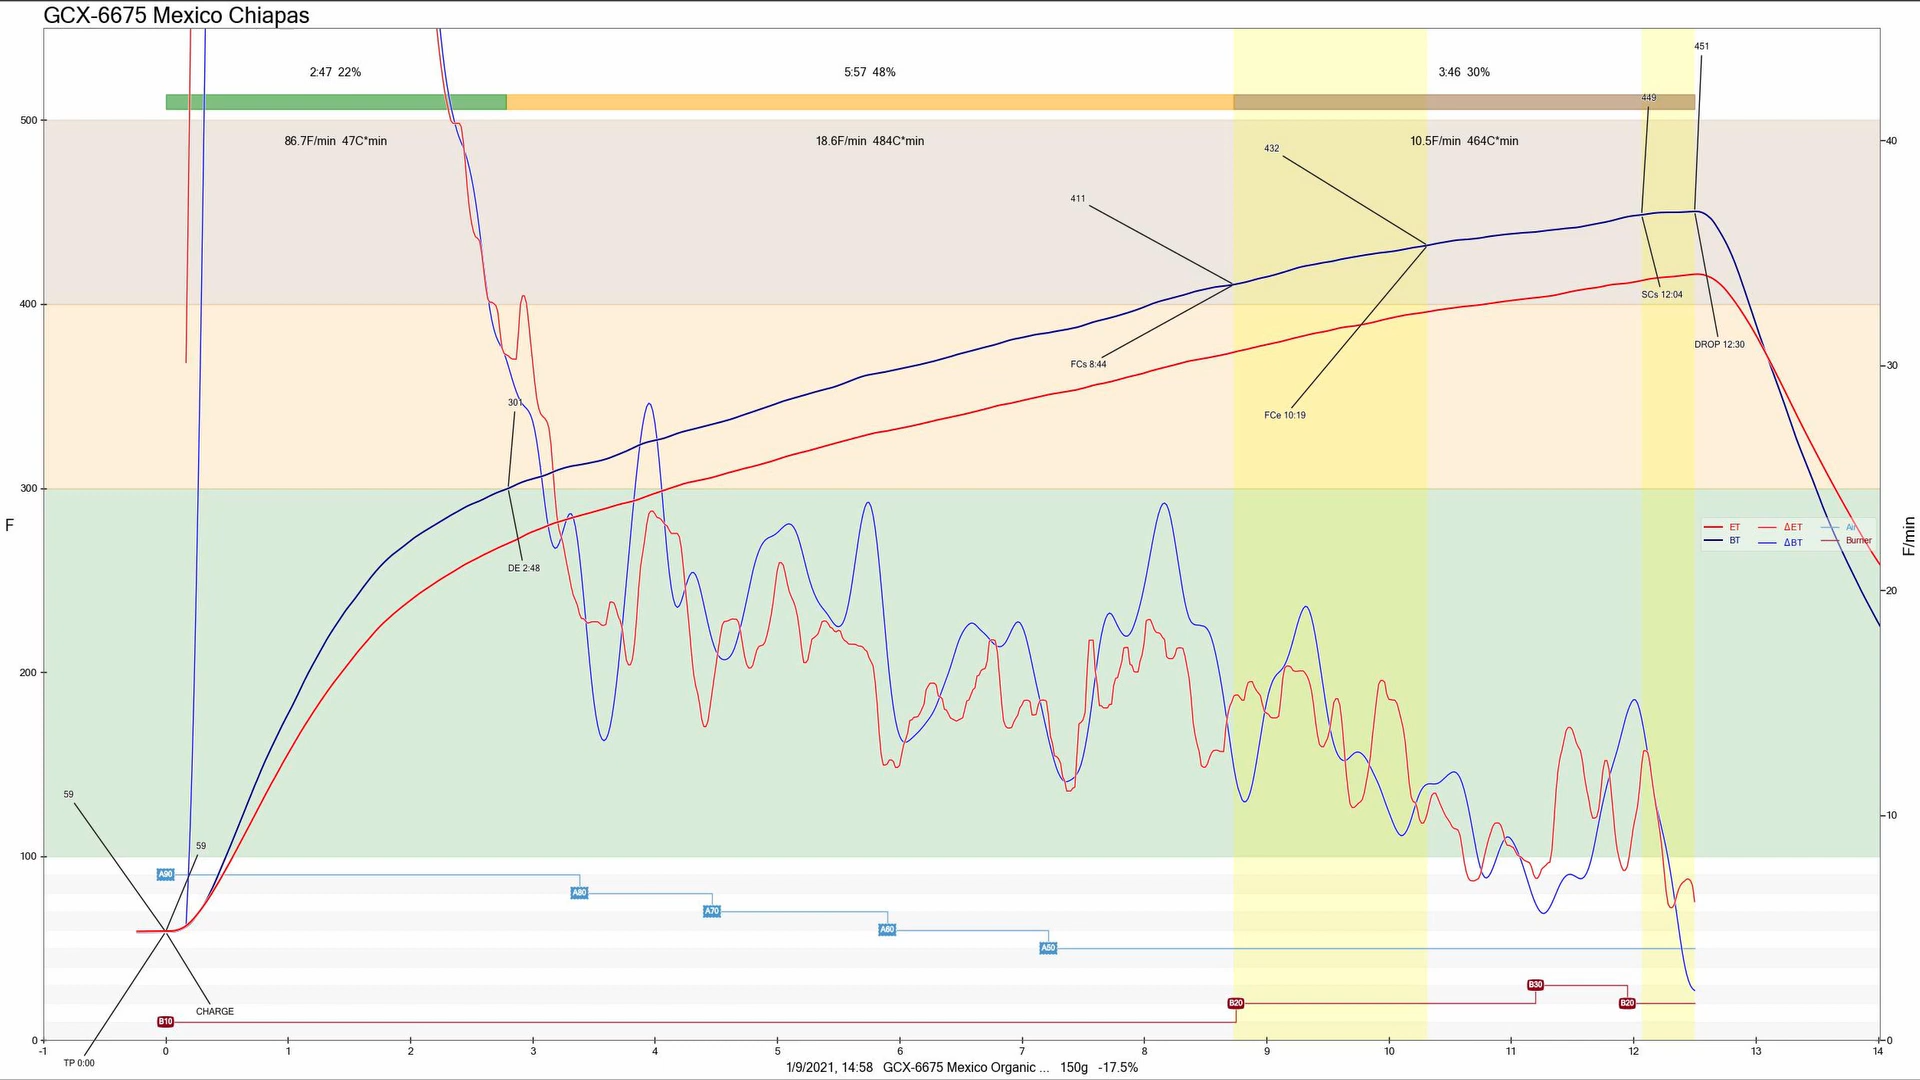 GCX-6675 Mexico Chiapas
451
2:47 22%
5:57 48%
3:46 30%
449
500
86.7F/min 47C*min
18.6F/min 484C*min
10.5F/min 464C*min
40
432
411
SCs 12:04
400
DROP 12:30
FCs 8:44
30
301
FCe 10:19
300
F
ET
ΔET
Air
F/min
BT
ΔBT
Burner
DE 2:48
20
200
59
10
59
100
A90
A80
A70
A60
A50
B30
B20
B20
CHARGE
B10
0
0
-1 0 1 2 3 4 5 6 7 8 9 10 11 12 13 14
TP 0:00
1/9/2021, 14:58 GCX-6675 Mexico Organic ... 150g -17.5%